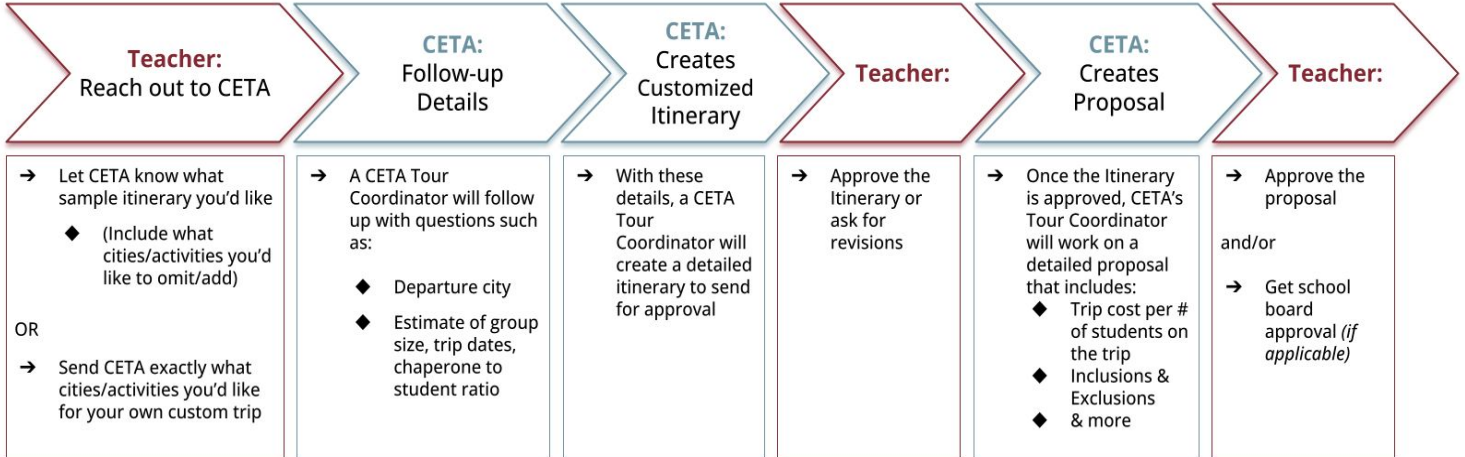 Teacher:
Reach out to CETA
CETA:
Follow-up
Details
CETA:
Creates
Customized
Itinerary
Teacher:
CETA:
Creates
Proposal
Teacher:
➔ Let CETA know what
sample itinerary you’d like
◆ (Include what
cities/activities you’d
like to omit/add)
OR
➔ Send CETA exactly what
cities/activities you’d like
for your own custom trip
➔ A CETA Tour
Coordinator will follow
up with questions such
as:
◆ Departure city
◆ Estimate of group
size, trip dates,
chaperone to
student ratio
➔ With these
details, a CETA
Tour
Coordinator will
create a detailed
itinerary to send
for approval
➔ Approve the
Itinerary or
ask for
revisions
➔ Once the Itinerary
is approved, CETA’s
Tour Coordinator
will work on a
detailed proposal
that includes:
◆ Trip cost per #
of students on
the trip
◆ Inclusions &
Exclusions
◆ & more
➔ Approve the
proposal
and/or
➔ Get school
board
approval (if
applicable)